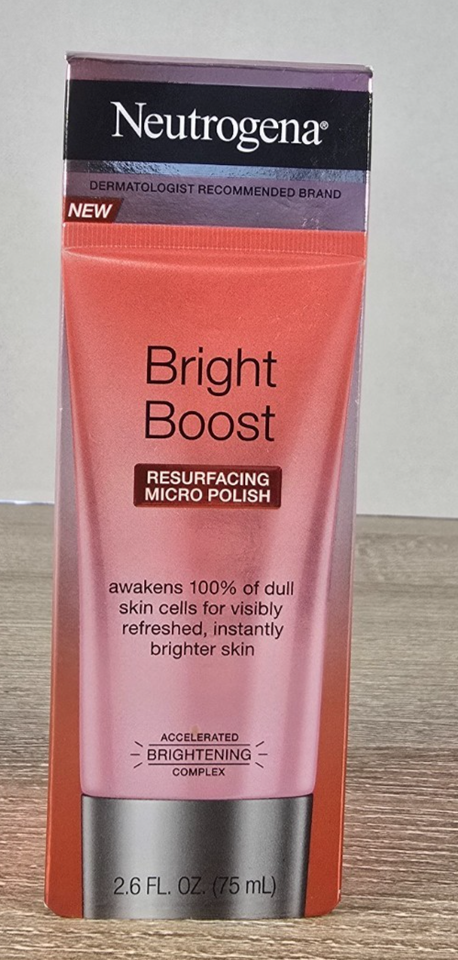 Neutrogena®
DERMATOLOGIST RECOMMENDED BRAND
NEW
Bright
Boost
RESURFACING
MICRO POLISH
awakens 100% of dull
skin cells for visibly
refreshed, instantly
brighter skin
ACCELERATED
BRIGHTENING
COMPLEX
2.6 FL. OZ. (75 mL)